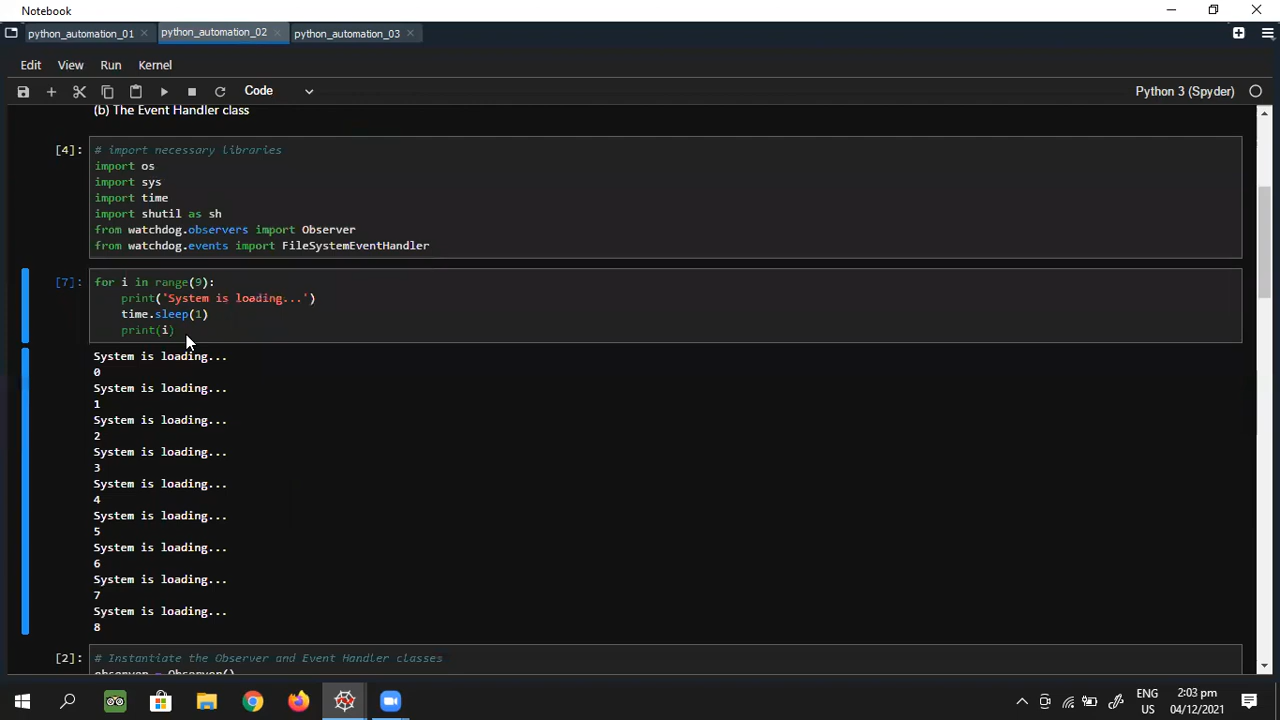 Notebook
python_automation_01
python_automation_02
python_automation_03
Edit View Run Kernel
Code
Python 3 (Spyder)
(b) The Event Handler class
[4]:
# import necessary libraries
import os
import sys
import time
import shutil as sh
from watchdog.observers import Observer
from watchdog.events import FileSystemEventHandler
[7]:
for i in range(9):
print('System is loading...')
time.sleep(1)
print(i)
System is loading...
0
System is loading...
1
System is loading...
2
System is loading...
3
System is loading...
4
System is loading...
5
System is loading...
6
System is loading...
7
System is loading...
8
[2]:
# Instantiate the Observer and Event Handler classes
observer = Observer()
ENG
US
2:03 pm
04/12/2021